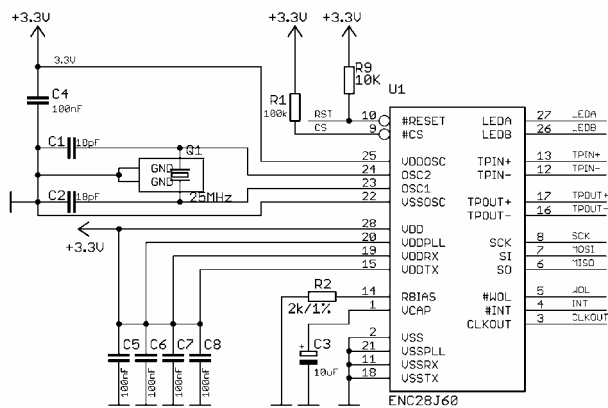 +3.3V
+3.3V
+3.3V
3.3V
C4
100nF
R1
100k
R9
10K
U1
RST
CS
10
9
#RESET
#CS
LEDA
LEDB
27
26
LEDA
LEDB
C1
18pF
Q1
GND
GND
25MHz
C2
18pF
25
24
23
22
VDDOSC
OSC2
OSC1
VSSOSC
TPIN+
TPIN-
13
12
TPIN+
TPIN-
TPOUT+
TPOUT-
17
16
TPOUT+
TPOUT-
+3.3V
28
20
19
15
VDD
VDDPLL
VDDRX
VDDTX
SCK
SI
SO
8
7
6
SCK
MOSI
MISO
R2
2k/1%
14
1
RBIAS
VCAP
#WOL
#INT
CLKOUT
5
4
3
WOL
INT
CLKOUT
C5
100nF
C6
100nF
C7
100nF
C8
100nF
+
C3
10uF
2
21
11
18
VSS
VSSPLL
VSSRX
VSSTX
ENC28J60